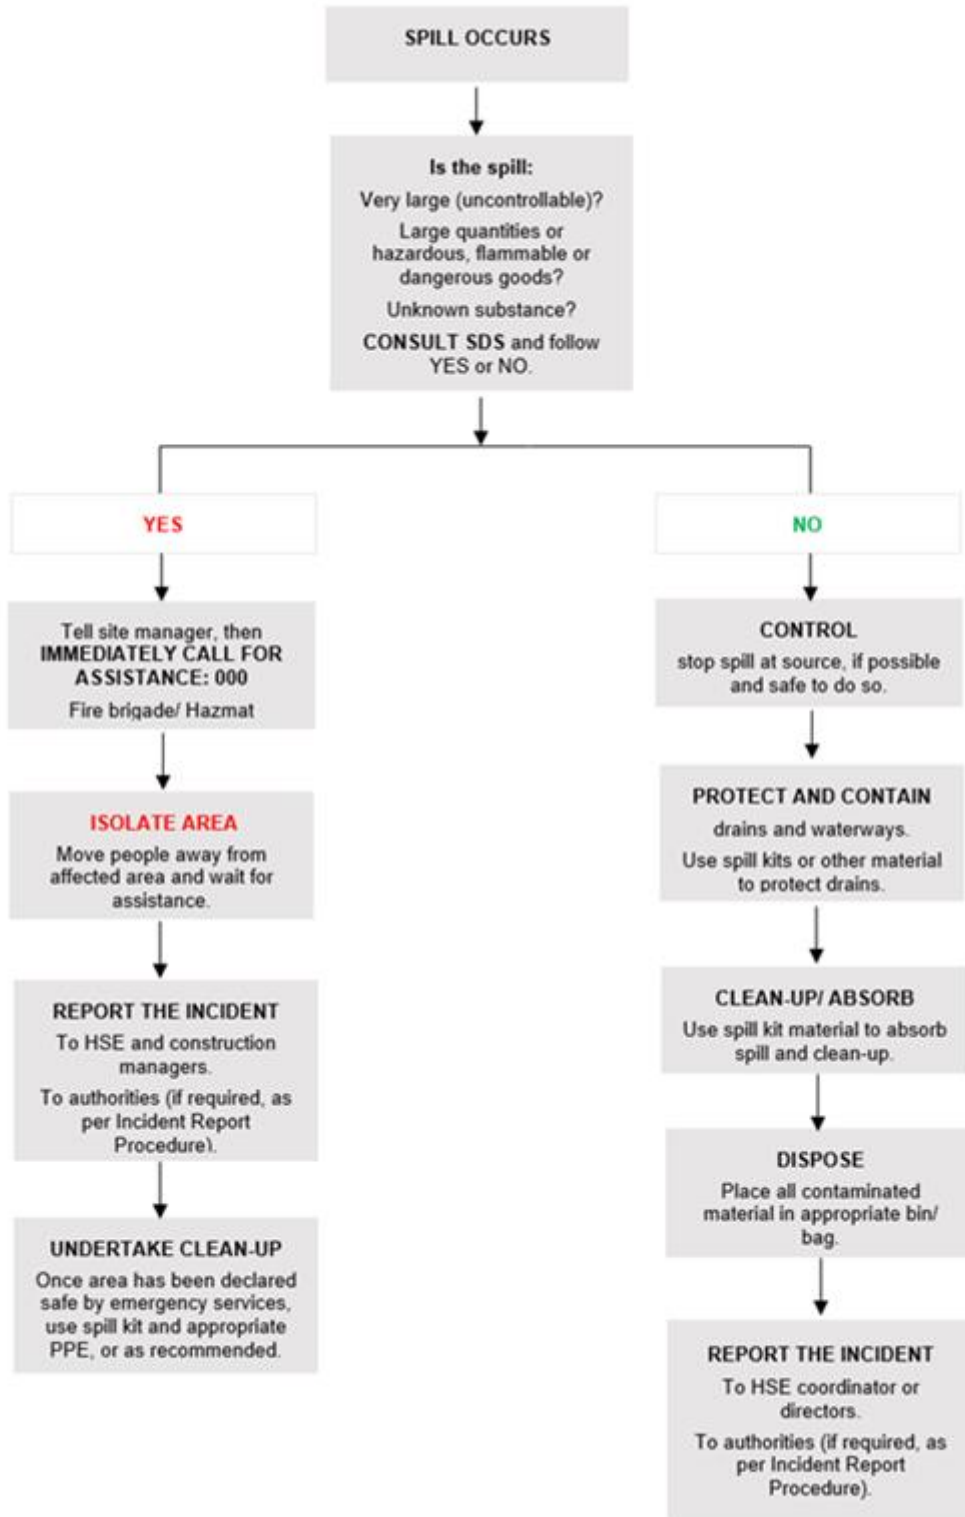 SPILL OCCURS
Is the spill:
Very large (uncontrollable)?
Large quantities or
hazardous, flammable or
dangerous goods?
Unknown substance?
CONSULT SDS and follow
YES or NO.
YES
Tell site manager, then
IMMEDIATELY CALL FOR
ASSISTANCE: 000
Fire brigade/ Hazmat
ISOLATE AREA
Move people away from
affected area and wait for
assistance.
REPORT THE INCIDENT
To HSE and construction
managers.
To authorities (if required, as
per Incident Report
Procedure).
UNDERTAKE CLEAN-UP
Once area has been declared
safe by emergency services,
use spill kit and appropriate
PPE, or as recommended.
NO
CONTROL
stop spill at source, if possible
and safe to do so.
PROTECT AND CONTAIN
drains and waterways.
Use spill kits or other material
to protect drains.
CLEAN-UP/ ABSORB
Use spill kit material to absorb
spill and clean-up.
DISPOSE
Place all contaminated
material in appropriate bin/
bag.
REPORT THE INCIDENT
To HSE coordinator or
directors.
To authorities (if required, as
per Incident Report
Procedure).